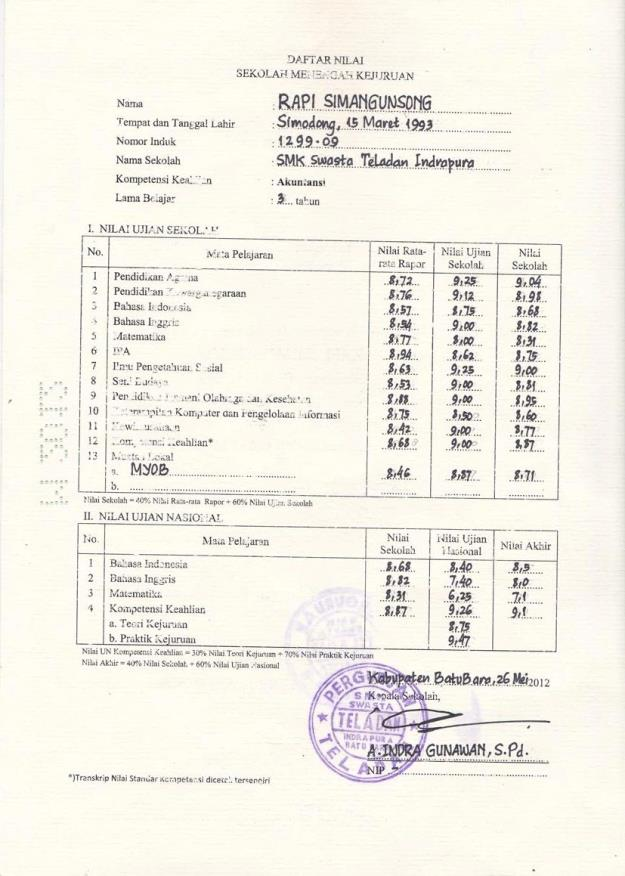 DAFTAR NILAI
SEKOLAH MENENGAH KEJURUAN
Nama : RAPI SIMANGUNSONG
Tempat dan Tanggal Lahir : Simodong, 15 Maret 1993
Nomor Induk : 1299.09
Nama Sekolah : SMK Swasta Teladan Indrapura
Kompetensi Keahlian : Akuntansi
Lama Belajar : 3 tahun
I. NILAI UJIAN SEKOLAH
No. Mata Pelajaran Nilai Rata-rata Rapor Nilai Ujian Sekolah Nilai Sekolah
1 Pendidikan Agama 8,72 9,25 9,04
2 Pendidikan Kewarganegaraan 8,76 9,12 8,98
3 Bahasa Indonesia 8,57 8,75 8,68
4 Bahasa Inggris 8,54 9,00 8,82
5 Matematika 8,77 8,00 8,31
6 IPA 8,94 8,62 8,75
7 Ilmu Pengetahuan Sosial 8,63 9,25 9,00
8 Seni Budaya 8,53 9,00 8,81
9 Pendidikan Jasmani Olahraga dan Kesehatan 8,88 9,00 8,95
10 Keterampilan Komputer dan Pengelolaan Informasi 8,75 8,50 8,60
11 Kewirausahaan 8,42 9,00 8,77
12 Kompetensi Keahlian* 8,68 9,00 8,87
13 Muatan Lokal
a. MYOB 8,46 8,87 8,71
b.
Nilai Sekolah = 40% Nilai Rata-rata Rapor + 60% Nilai Ujian Sekolah
II. NILAI UJIAN NASIONAL
No. Mata Pelajaran Nilai Sekolah Nilai Ujian Nasional Nilai Akhir
1 Bahasa Indonesia 8,68 8,40 8,5
2 Bahasa Inggris 8,82 7,40 8,0
3 Matematika 8,31 6,25 7,1
4 Kompetensi Keahlian 8,87 9,26 9,1
a. Teori Kejuruan 8,75
b. Praktik Kejuruan 9,47
Nilai UN Kompetensi Keahlian = 30% Nilai Teori Kejuruan + 70% Nilai Praktik Kejuruan
Nilai Akhir = 40% Nilai Sekolah + 60% Nilai Ujian Nasional
Kabupaten BatuBara, 26 Mei 2012
Kepala Sekolah,
PERGURUAN
SMK
SWASTA
TELADAN
INDRAPURA
BATU BARA
TELADAN
A. INDRA GUNAWAN, S.Pd.
NIP -
*)Transkrip Nilai Standar Kompetensi dicetak tersendiri